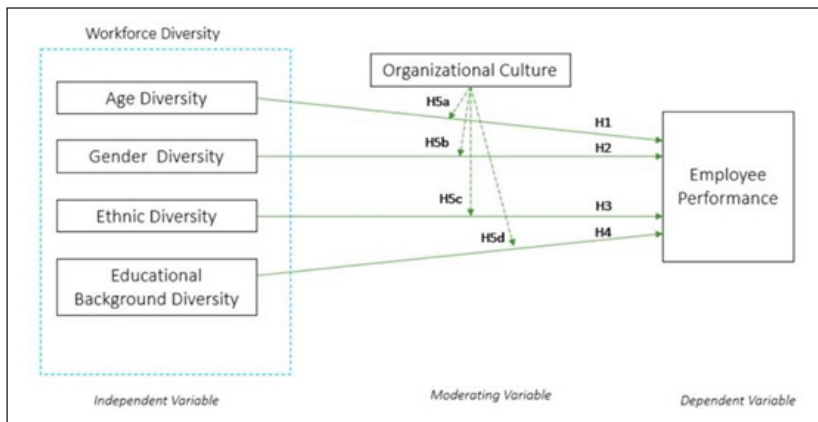 Workforce Diversity
Organizational Culture
Age Diversity
H5a
H1
Gender Diversity
H5b
H2
Employee
Performance
Ethnic Diversity
H5c
H3
H5d
H4
Educational
Background Diversity
Independent Variable
Moderating Variable
Dependent Variable